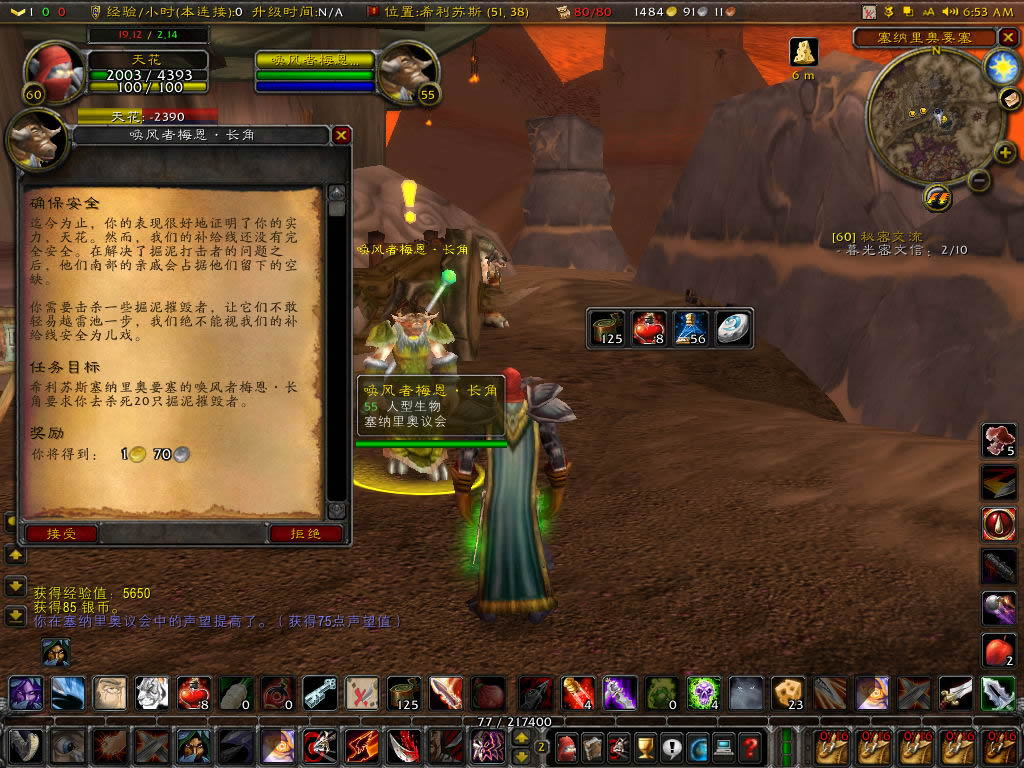 1 0 0 经验/小时(本连接):0 升级时间:N/A 位置:希利苏斯 (51, 38) 80/80 1484 91 11 AA 6:53 AM
19,12 / 2,14
天花
2003 / 4393
100 / 100
60
唤风者梅恩...
55
天花: -2390
塞纳里奥要塞
N
6 m
唤风者梅恩·长角
确保安全
迄今为止，你的表现很好地证明了你的实
力，天花。然而，我们的补给线还没有完
全安全。在解决了掘泥打击者的问题之
后，他们南部的亲戚会占据他们留下的空
缺。
你需要击杀一些掘泥摧毁者，让它们不敢
轻易越雷池一步，我们绝不能视我们的补
给线安全为儿戏。
任务目标
希利苏斯塞纳里奥要塞的唤风者梅恩·长
角要求你去杀死20只掘泥摧毁者。
奖励
你将得到： 1 70
接受 拒绝
唤风者梅恩·长角
[60] 秘密交流
- 暮光密文信：2/10
125 8 56
唤风者梅恩·长角
55 人型生物
塞纳里奥议会
5
2
获得经验值：5650
获得85 银币。
你在塞纳里奥议会中的声望提高了。（获得75点声望值）
8 0 0 125 4 0 4 23
77 / 217400
2